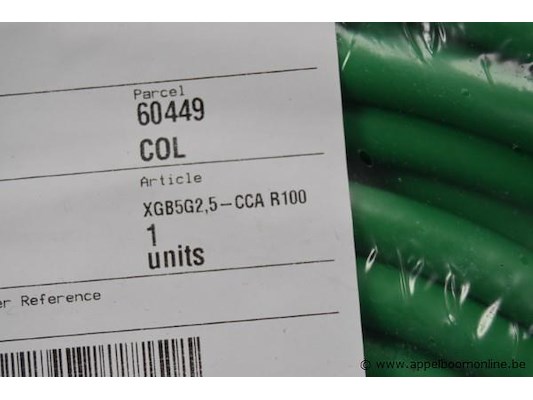 Parcel
60449
COL
Article
XGB5G2,5-CCA R100
1
units
er Reference
© www.appelboomonline.be